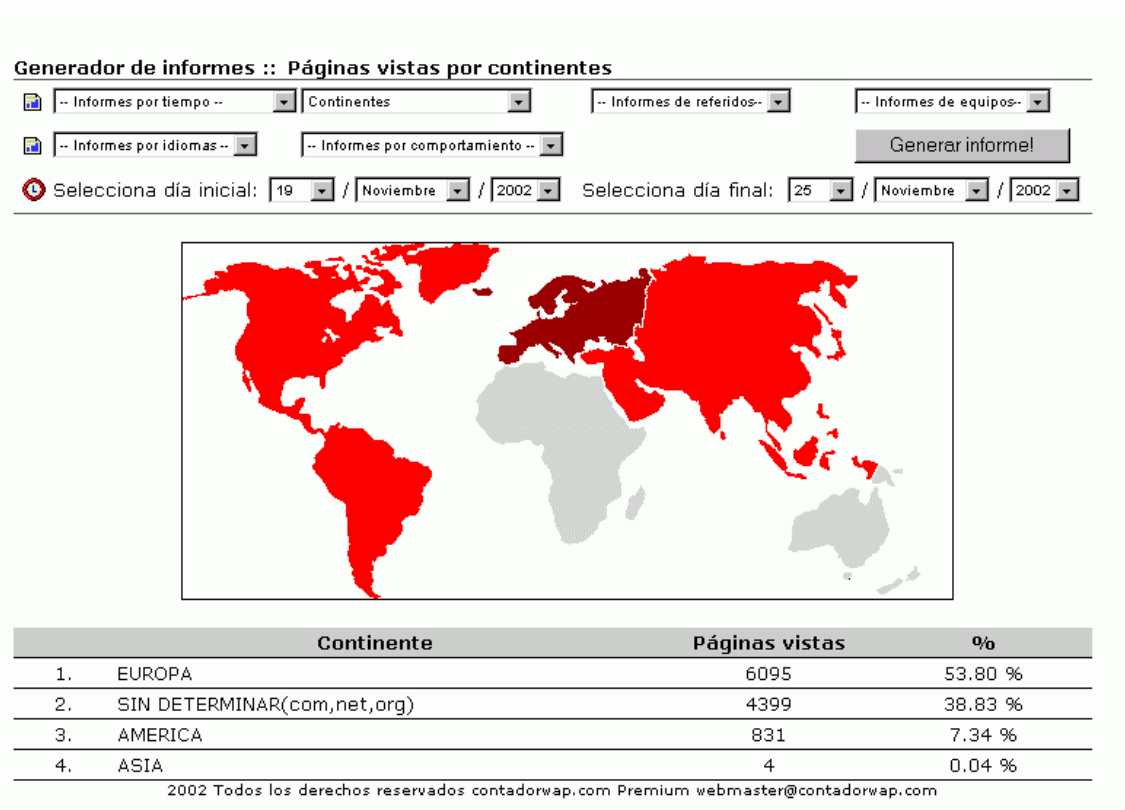 Generador de informes :: Páginas vistas por continentes
-- Informes por tiempo -- Continentes -- Informes de referidos-- -- Informes de equipos--
-- Informes por idiomas -- -- Informes por comportamiento -- Generar informe!
Selecciona día inicial: 19 / Noviembre / 2002 Selecciona día final: 25 / Noviembre / 2002
Continente Páginas vistas %
1. EUROPA 6095 53.80 %
2. SIN DETERMINAR(com,net,org) 4399 38.83 %
3. AMERICA 831 7.34 %
4. ASIA 4 0.04 %
2002 Todos los derechos reservados contadorwap.com Premium webmaster@contadorwap.com